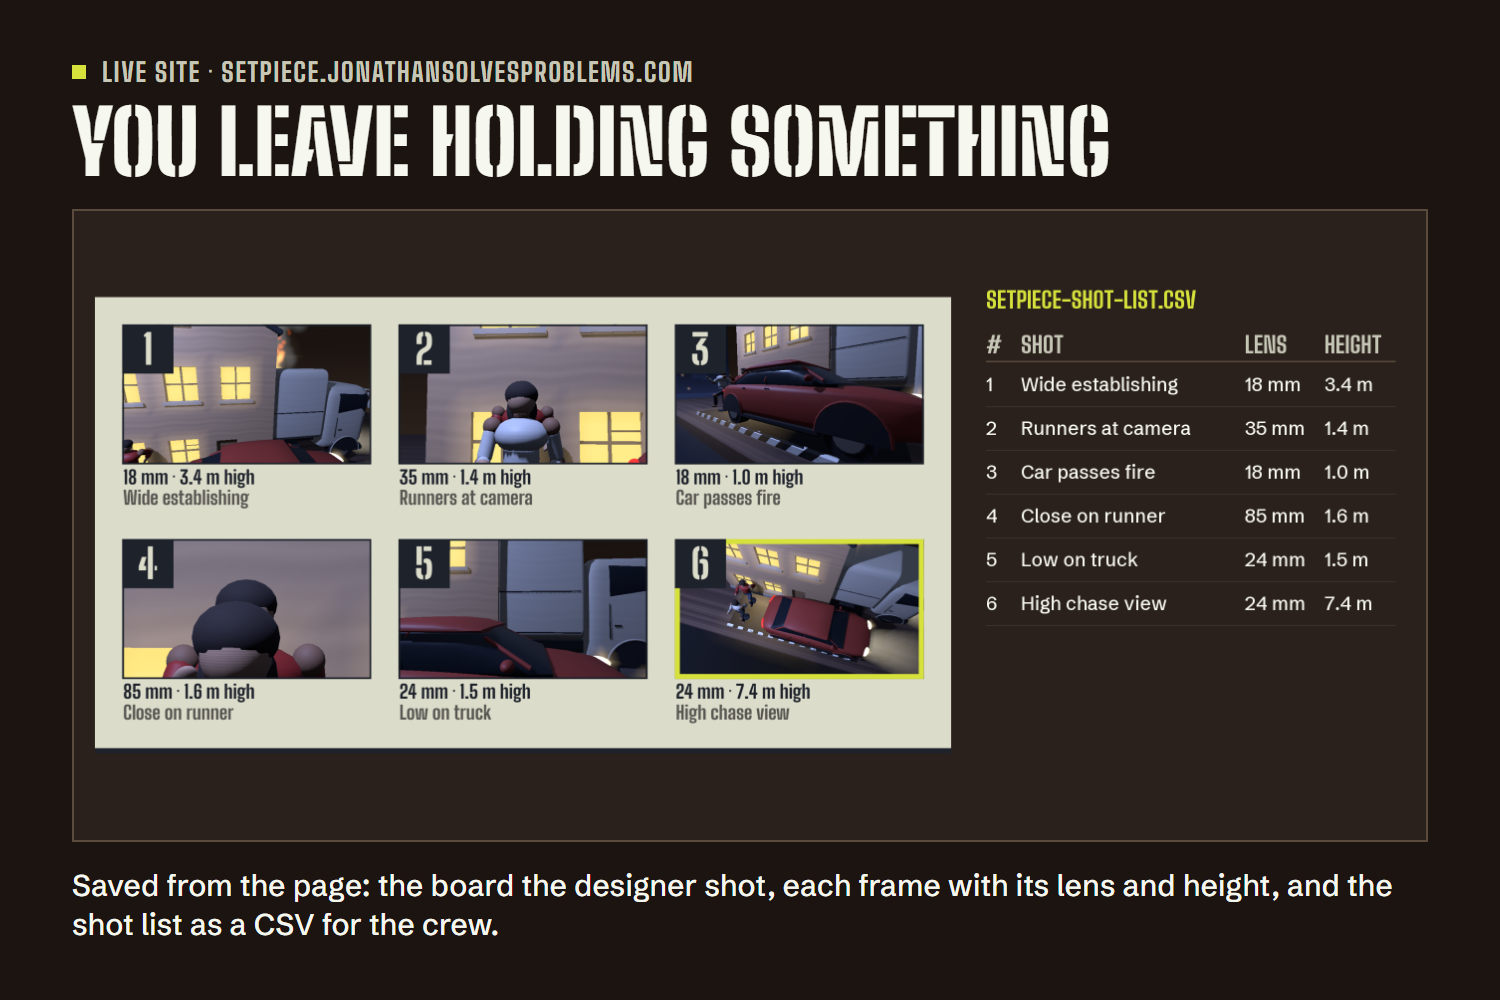 LIVE SITE · SETPIECE.JONATHANSOLVESPROBLEMS.COM
YOU LEAVE HOLDING SOMETHING
1
18 mm · 3.4 m high
Wide establishing
2
35 mm · 1.4 m high
Runners at camera
3
18 mm · 1.0 m high
Car passes fire
4
85 mm · 1.6 m high
Close on runner
5
24 mm · 1.5 m high
Low on truck
6
24 mm · 7.4 m high
High chase view
SETPIECE-SHOT-LIST.CSV
# SHOT LENS HEIGHT
1 Wide establishing 18 mm 3.4 m
2 Runners at camera 35 mm 1.4 m
3 Car passes fire 18 mm 1.0 m
4 Close on runner 85 mm 1.6 m
5 Low on truck 24 mm 1.5 m
6 High chase view 24 mm 7.4 m
Saved from the page: the board the designer shot, each frame with its lens and height, and the
shot list as a CSV for the crew.